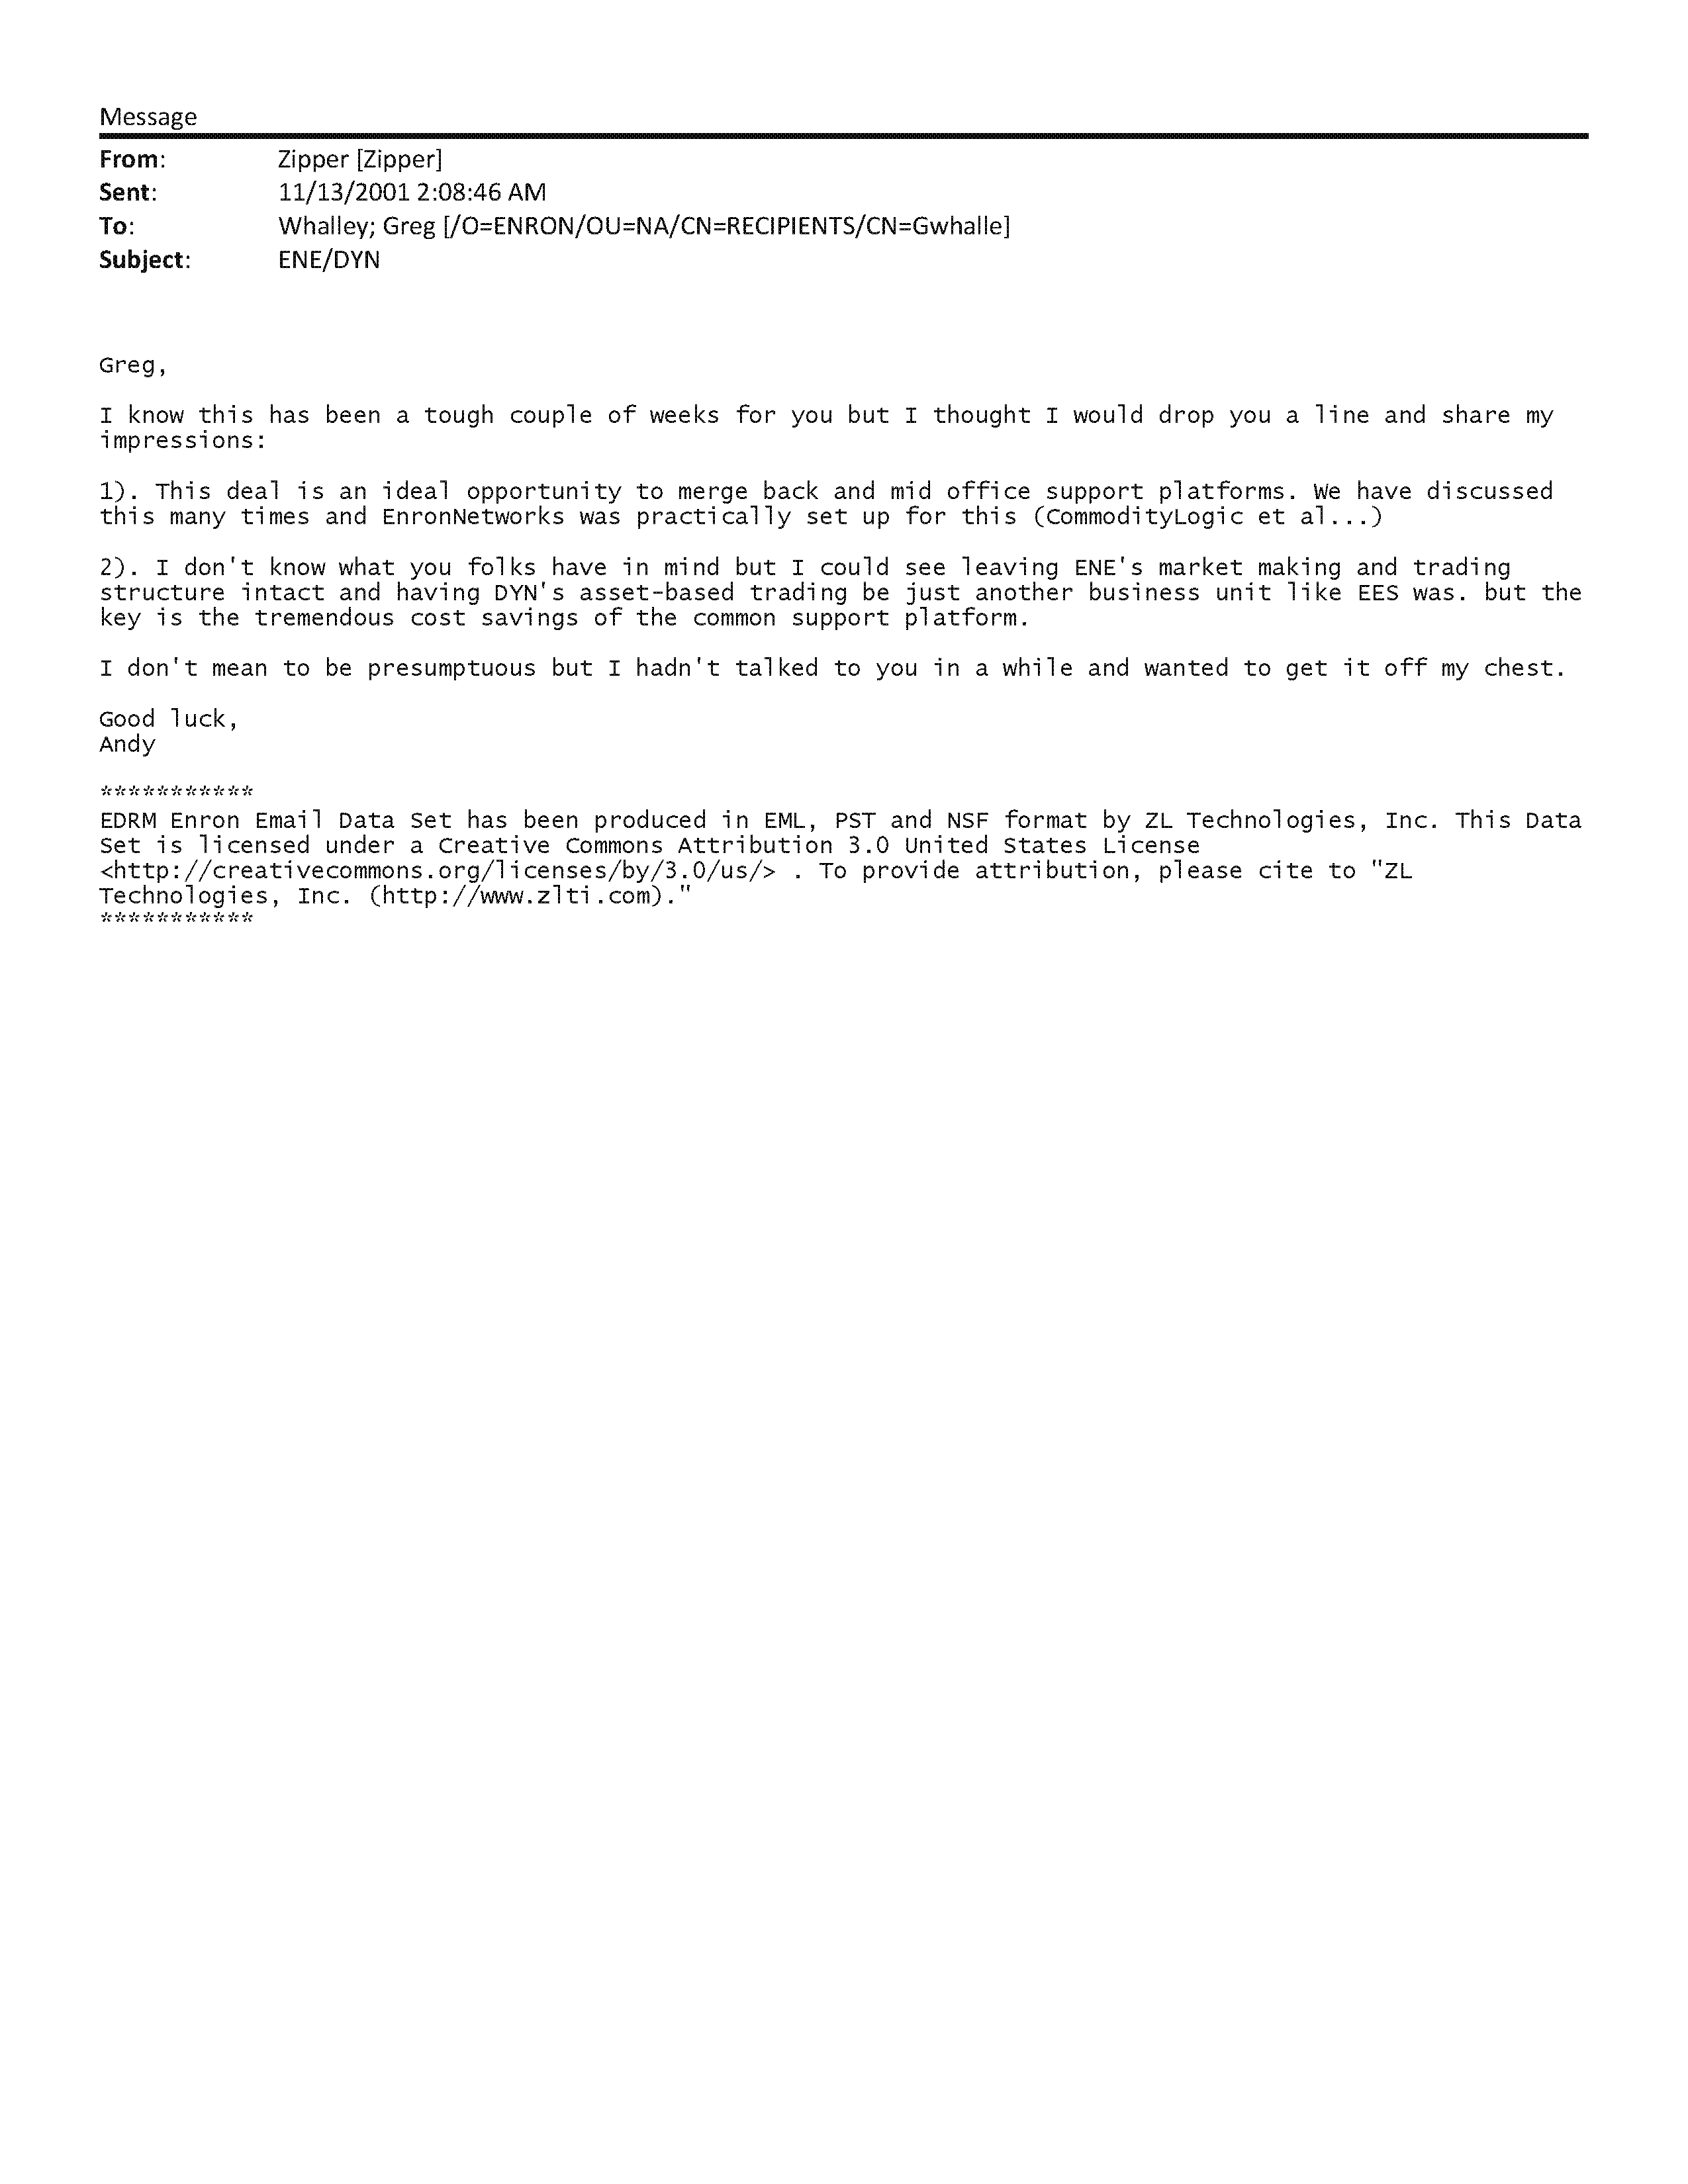 Message
From: Zipper [Zipper]
Sent: 11/13/2001 2:08:46 AM
To: Whalley; Greg [/O=ENRON/OU=NA/CN=RECIPIENTS/CN=Gwhalle]
Subject: ENE/DYN
Greg,
I know this has been a tough couple of weeks for you but I thought I would drop you a line and share my
impressions:
1). This deal is an ideal opportunity to merge back and mid office support platforms. We have discussed
this many times and EnronNetworks was practically set up for this (CommodityLogic et al...)
2). I don't know what you folks have in mind but I could see leaving ENE's market making and trading
structure intact and having DYN's asset-based trading be just another business unit like EES was. but the
key is the tremendous cost savings of the common support platform.
I don't mean to be presumptuous but I hadn't talked to you in a while and wanted to get it off my chest.
Good luck,
Andy
***********
EDRM Enron Email Data Set has been produced in EML, PST and NSF format by ZL Technologies, Inc. This Data
Set is licensed under a Creative Commons Attribution 3.0 United States License
<http://creativecommons.org/licenses/by/3.0/us/> . To provide attribution, please cite to "ZL
Technologies, Inc. (http://www.zlti.com)."
***********